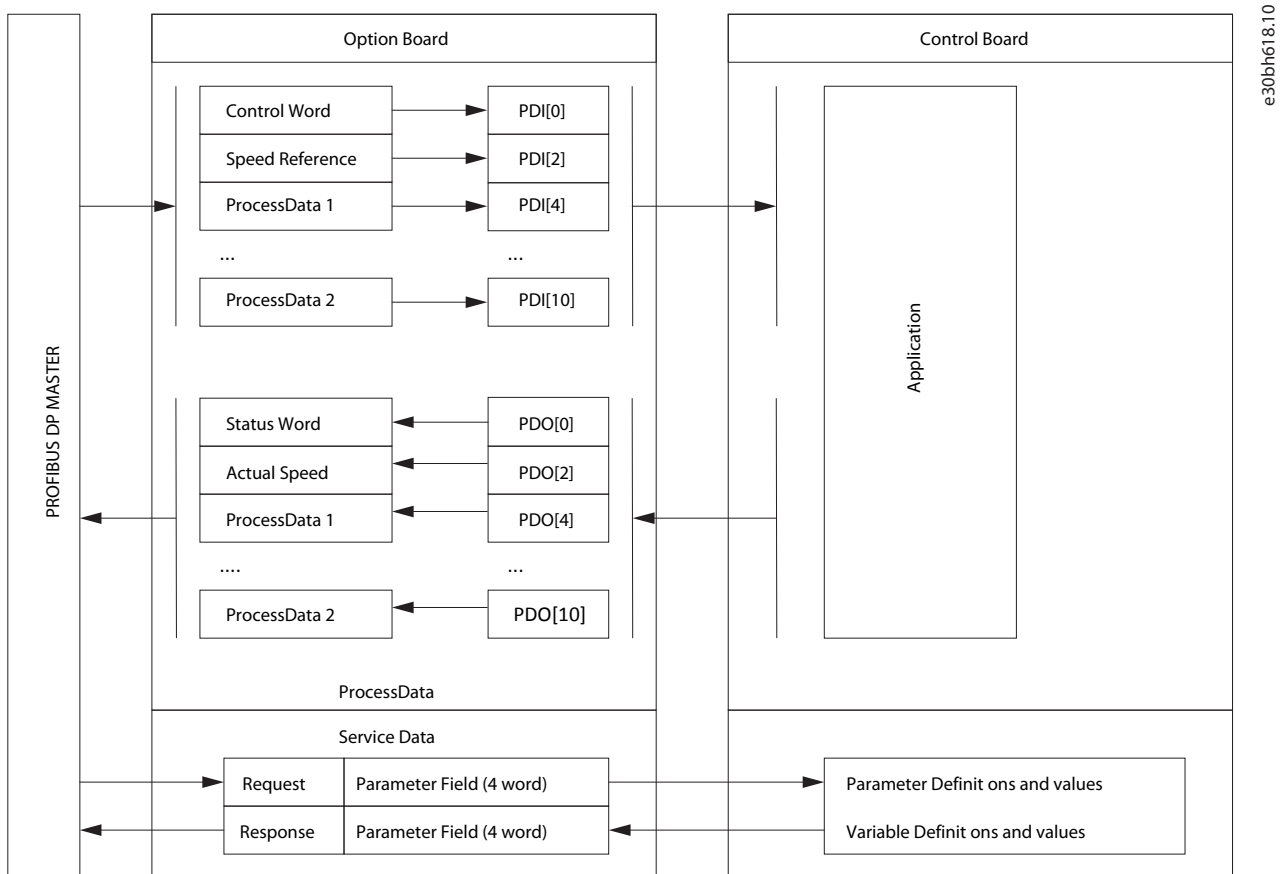 e30bh618.10
Option Board
Control Board
Control Word
PDI[0]
Speed Reference
PDI[2]
ProcessData 1
PDI[4]
...
...
ProcessData 2
PDI[10]
PROFIBUS DP MASTER
Application
Status Word
PDO[0]
Actual Speed
PDO[2]
ProcessData 1
PDO[4]
....
...
ProcessData 2
PDO[10]
ProcessData
Service Data
Request
Parameter Field (4 word)
Parameter Definit ons and values
Response
Parameter Field (4 word)
Variable Definit ons and values